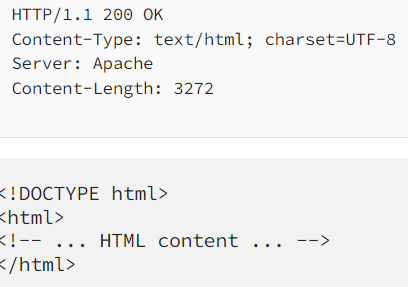 HTTP/1.1 200 OK
Content-Type: text/html; charset=UTF-8
Server: Apache
Content-Length: 3272
<!DOCTYPE html>
<html>
<!-- ... HTML content ... -->
</html>